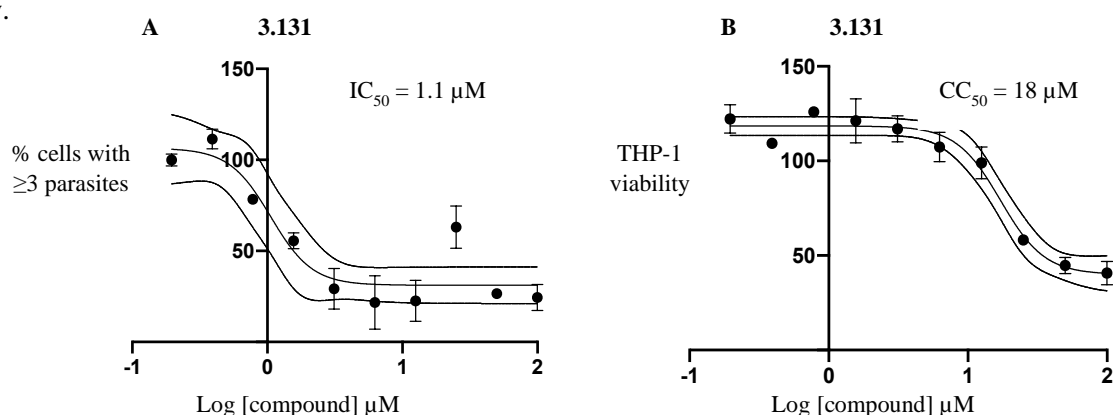 .
A 3.131
150
100
50
IC50 = 1.1 µM
% cells with
≥3 parasites
-1 0 1 2
Log [compound] µM
B 3.131
150
100
50
CC50 = 18 µM
THP-1
viability
-1 0 1 2
Log [compound] µM